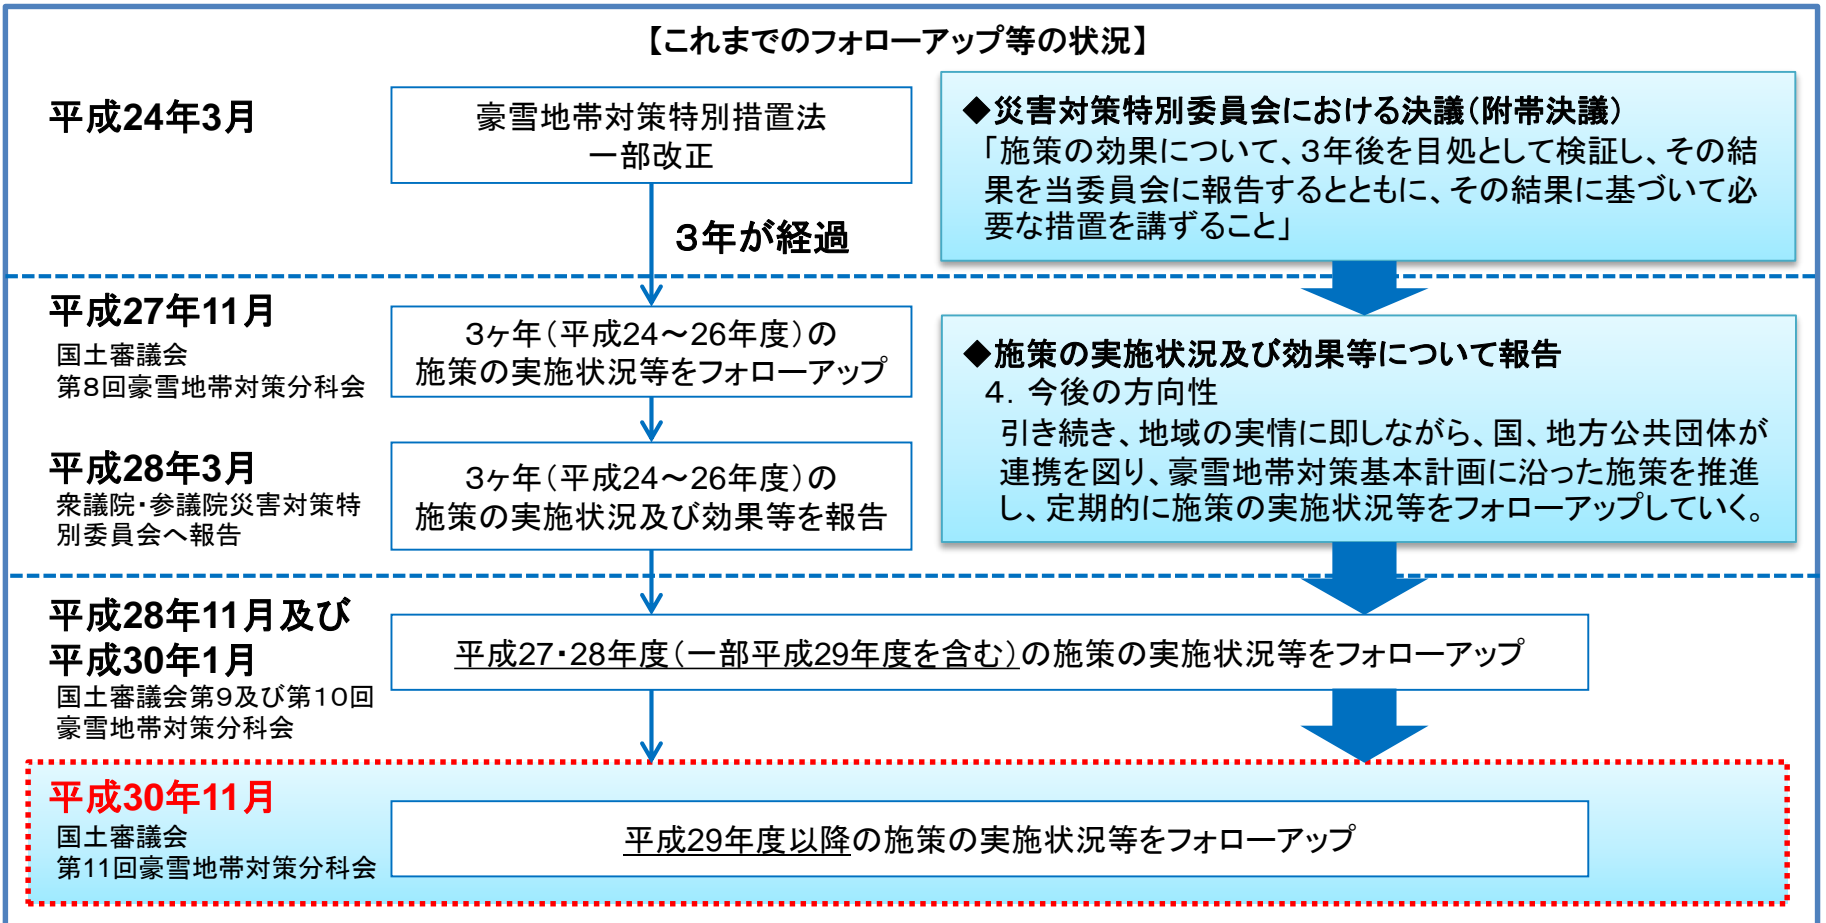 【これまでのフォローアップ等の状況】
平成24年3月
豪雪地帯対策特別措置法
一部改正
3年が経過
◆災害対策特別委員会における決議（附帯決議）
「施策の効果について、3年後を目処として検証し、その結
果を当委員会に報告するとともに、その結果に基づいて必
要な措置を講ずること」
平成27年11月
国土審議会
第8回豪雪地帯対策分科会
3ヶ年（平成24～26年度）の
施策の実施状況等をフォローアップ
平成28年3月
衆議院・参議院災害対策特
別委員会へ報告
3ヶ年（平成24～26年度）の
施策の実施状況及び効果等を報告
◆施策の実施状況及び効果等について報告
4．今後の方向性
引き続き、地域の実情に即しながら、国、地方公共団体が
連携を図り、豪雪地帯対策基本計画に沿った施策を推進
し、定期的に施策の実施状況等をフォローアップしていく。
平成28年11月及び
平成30年1月
国土審議会第9及び第10回
豪雪地帯対策分科会
平成27・28年度（一部平成29年度を含む）の施策の実施状況等をフォローアップ
平成30年11月
国土審議会
第11回豪雪地帯対策分科会
平成29年度以降の施策の実施状況等をフォローアップ